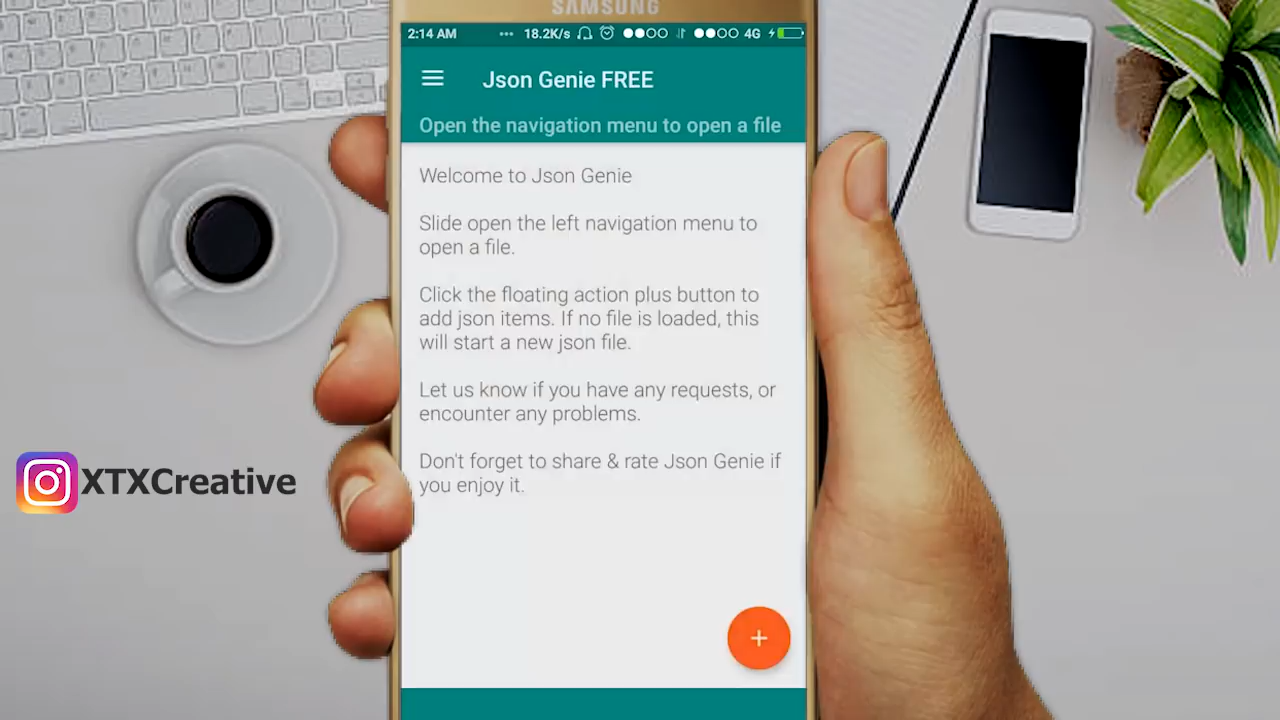 SAMSUNG
2:14 AM ... 18.2K/s 4G
Json Genie FREE
Open the navigation menu to open a file
Welcome to Json Genie
Slide open the left navigation menu to
open a file.
Click the floating action plus button to
add json items. If no file is loaded, this
will start a new json file.
Let us know if you have any requests, or
encounter any problems.
Don't forget to share & rate Json Genie if
you enjoy it.
+
XTXCreative